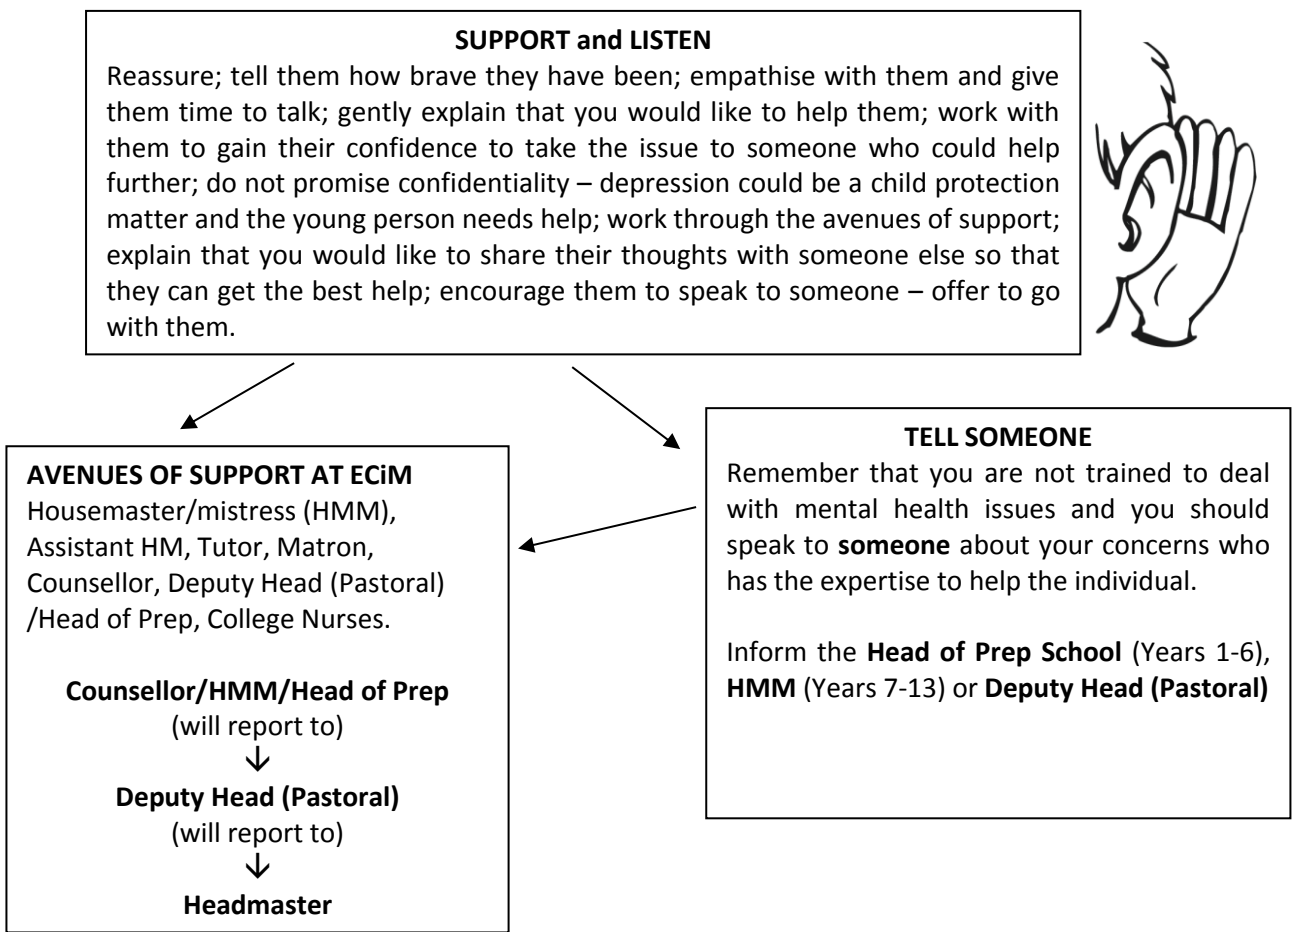 SUPPORT and LISTEN
Reassure; tell them how brave they have been; empathise with them and give
them time to talk; gently explain that you would like to help them; work with
them to gain their confidence to take the issue to someone who could help
further; do not promise confidentiality – depression could be a child protection
matter and the young person needs help; work through the avenues of support;
explain that you would like to share their thoughts with someone else so that
they can get the best help; encourage them to speak to someone – offer to go
with them.
AVENUES OF SUPPORT AT ECiM
Housemaster/mistress (HMM),
Assistant HM, Tutor, Matron,
Counsellor, Deputy Head (Pastoral)
/Head of Prep, College Nurses.
Counsellor/HMM/Head of Prep
(will report to)
↓
Deputy Head (Pastoral)
(will report to)
↓
Headmaster
TELL SOMEONE
Remember that you are not trained to deal
with mental health issues and you should
speak to someone about your concerns who
has the expertise to help the individual.
Inform the Head of Prep School (Years 1-6),
HMM (Years 7-13) or Deputy Head (Pastoral)